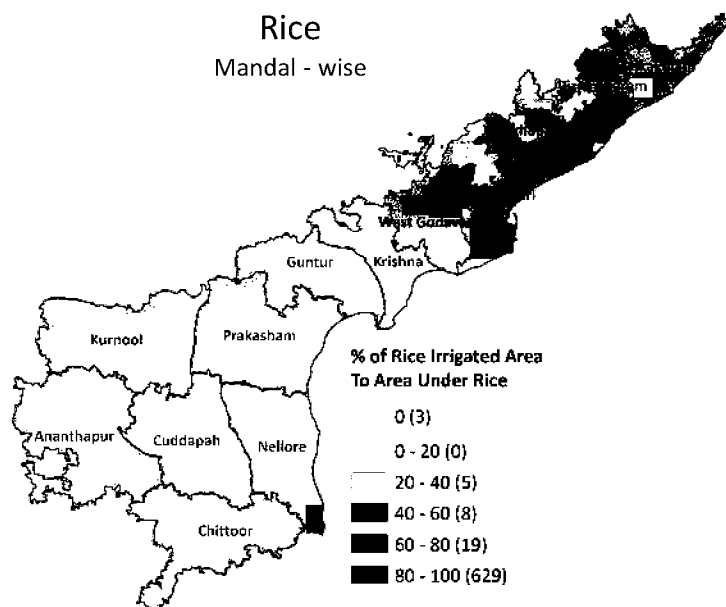 Rice
Mandal - wise
West Godavari
Guntur
Krishna
Kurnool
Prakasham
% of Rice Irrigated Area
To Area Under Rice
Ananthapur
Cuddapah
Nellore
0 (3)
0 - 20 (0)
20 - 40 (5)
40 - 60 (8)
Chittoor
60 - 80 (19)
80 - 100 (629)